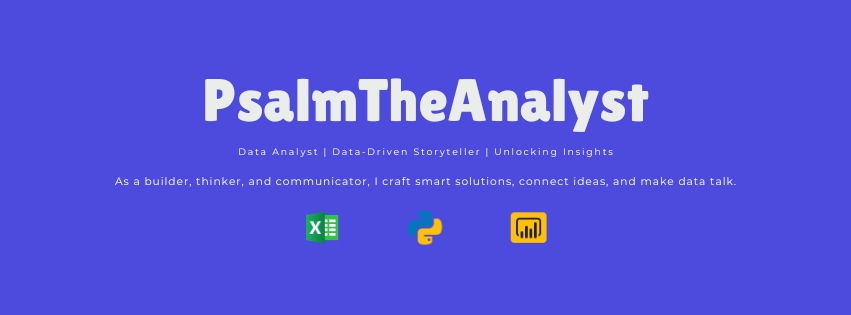 PsalmTheAnalyst
Data Analyst | Data-Driven Storyteller | Unlocking Insights
As a builder, thinker, and communicator, I craft smart solutions, connect ideas, and make data talk.
X